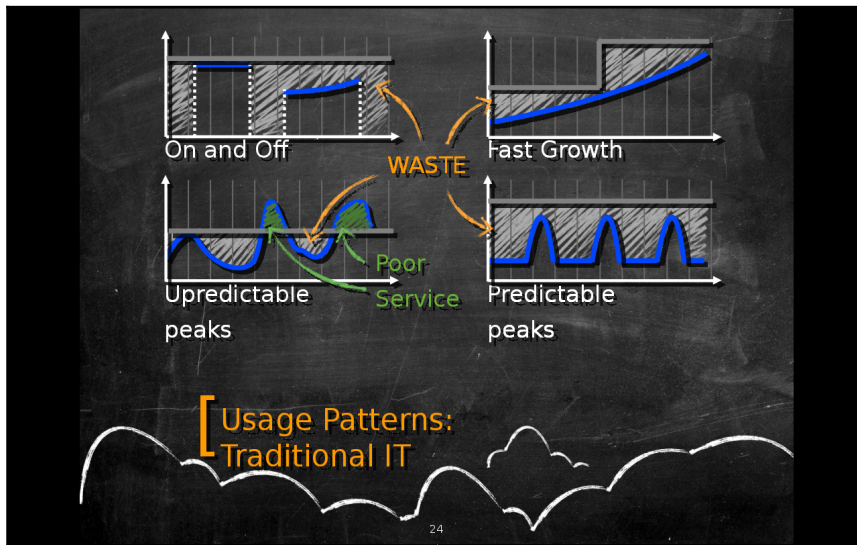 On and Off
Fast Growth
WASTE
Upredictable
peaks
Poor
Service
Predictable
peaks
Usage Patterns:
Traditional IT
24